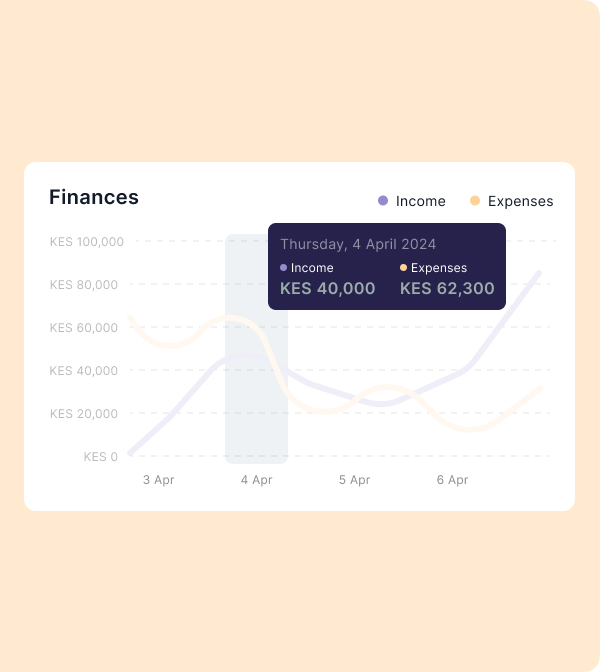 Finances
Income Expenses
KES 100,000
Thursday, 4 April 2024
Income Expenses
KES 40,000 KES 62,300
KES 80,000
KES 60,000
KES 40,000
KES 20,000
KES 0
3 Apr 4 Apr 5 Apr 6 Apr